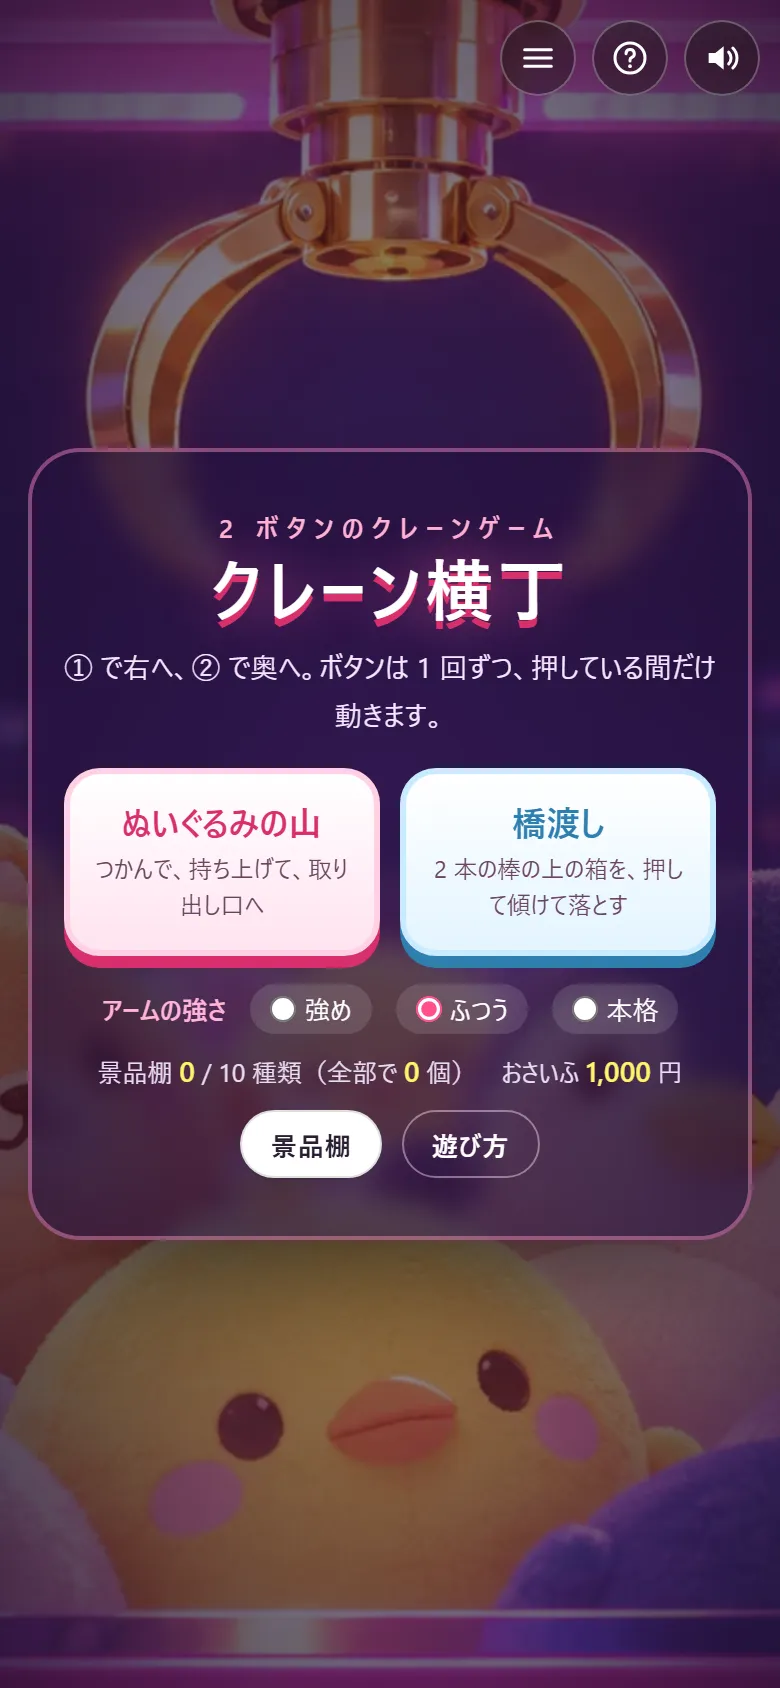 2 ボタンのクレーンゲーム
クレーン横丁
① で右へ、② で奥へ。ボタンは 1 回ずつ、押している間だけ
動きます。
ぬいぐるみの山
つかんで、持ち上げて、取り
出し口へ
橋渡し
2 本の棒の上の箱を、押し
て傾けて落とす
アームの強さ 強め ふつう 本格
景品棚 0 / 10 種類（全部で 0 個） おさいふ 1,000 円
景品棚 遊び方